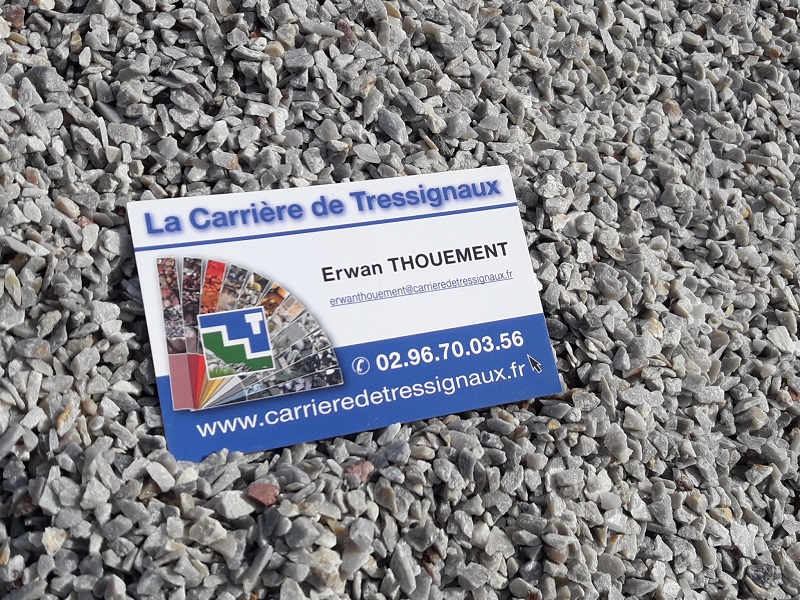 La Carrière de Tressignaux
Erwan THOUEMENT
erwanthouement@carrieredetressignaux.fr
T
✆ 02.96.70.03.56
www.carrieredetressignaux.fr